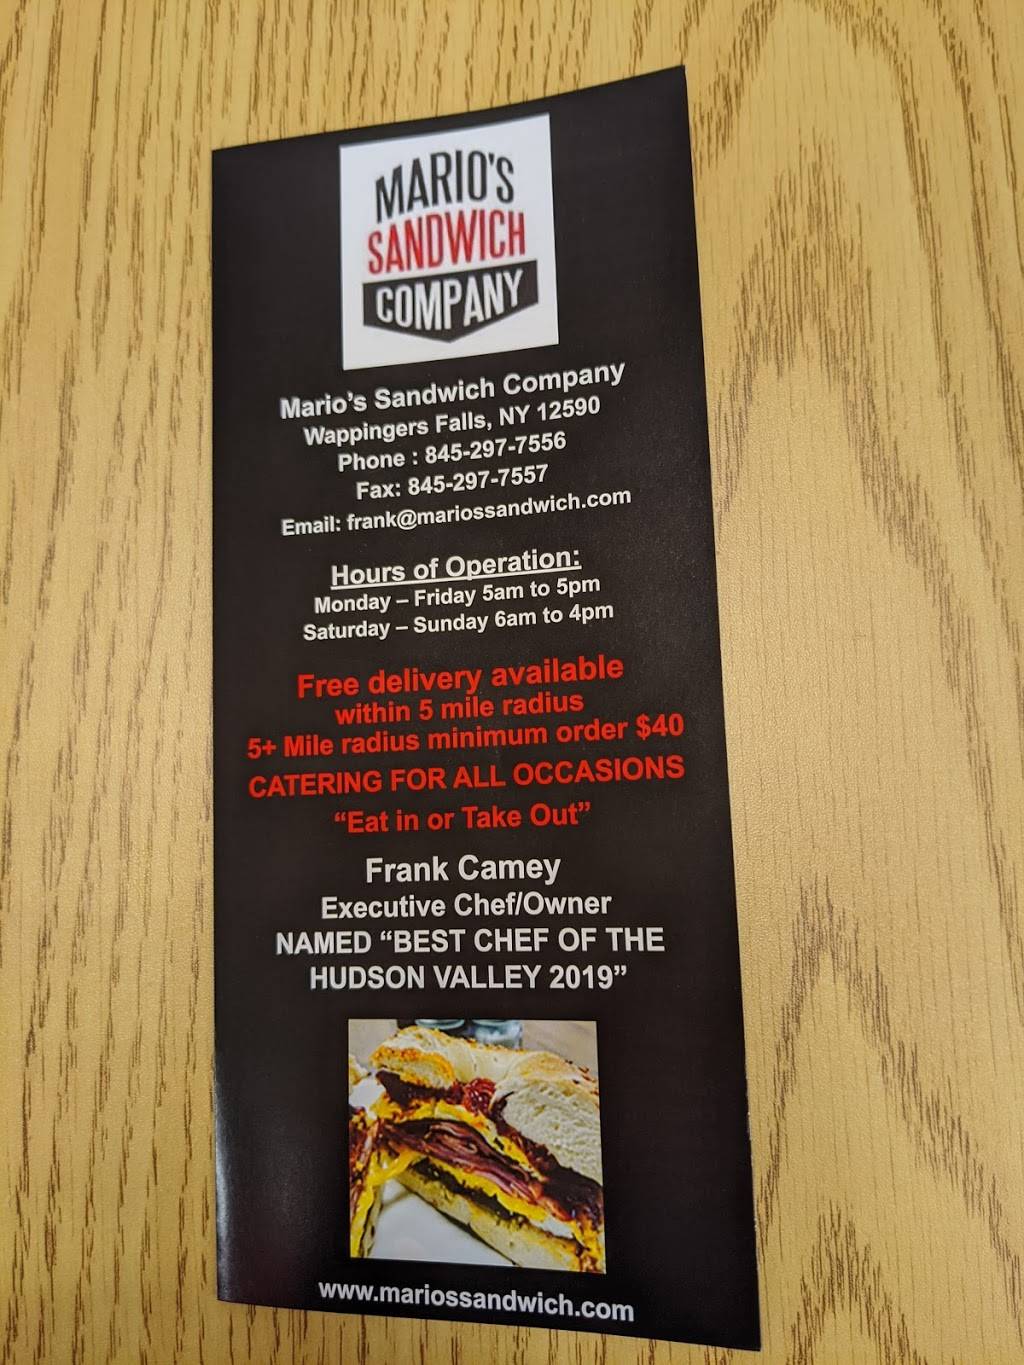 MARIO'S
SANDWICH
COMPANY
Mario's Sandwich Company
Wappingers Falls, NY 12590
Phone : 845-297-7556
Fax: 845-297-7557
Email: frank@mariossandwich.com
Hours of Operation:
Monday – Friday 5am to 5pm
Saturday – Sunday 6am to 4pm
Free delivery available
within 5 mile radius
5+ Mile radius minimum order $40
CATERING FOR ALL OCCASIONS
“Eat in or Take Out”
Frank Camey
Executive Chef/Owner
NAMED “BEST CHEF OF THE
HUDSON VALLEY 2019”
www.mariossandwich.com